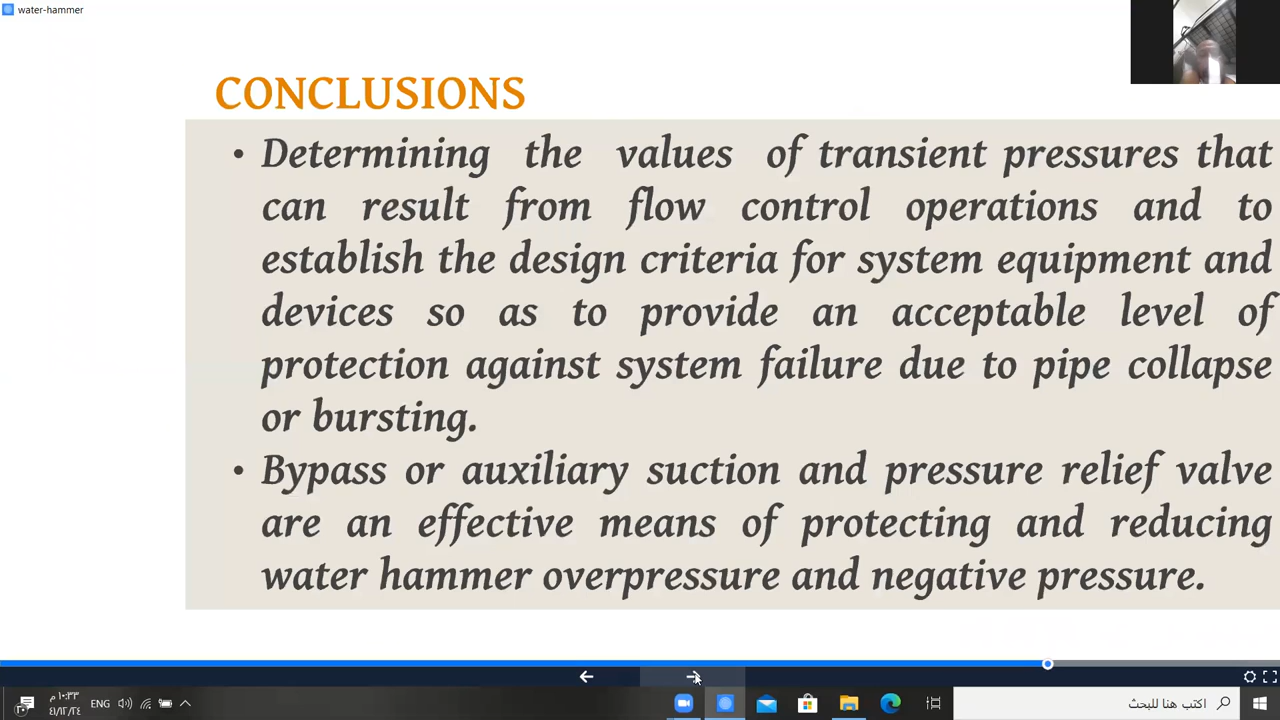 water-hammer
CONCLUSIONS
• Determining the values of transient pressures that
can result from flow control operations and to
establish the design criteria for system equipment and
devices so as to provide an acceptable level of
protection against system failure due to pipe collapse
or bursting.
• Bypass or auxiliary suction and pressure relief valve
are an effective means of protecting and reducing
water hammer overpressure and negative pressure.
١٠:٣٣ م
ENG
اكتب هنا للبحث